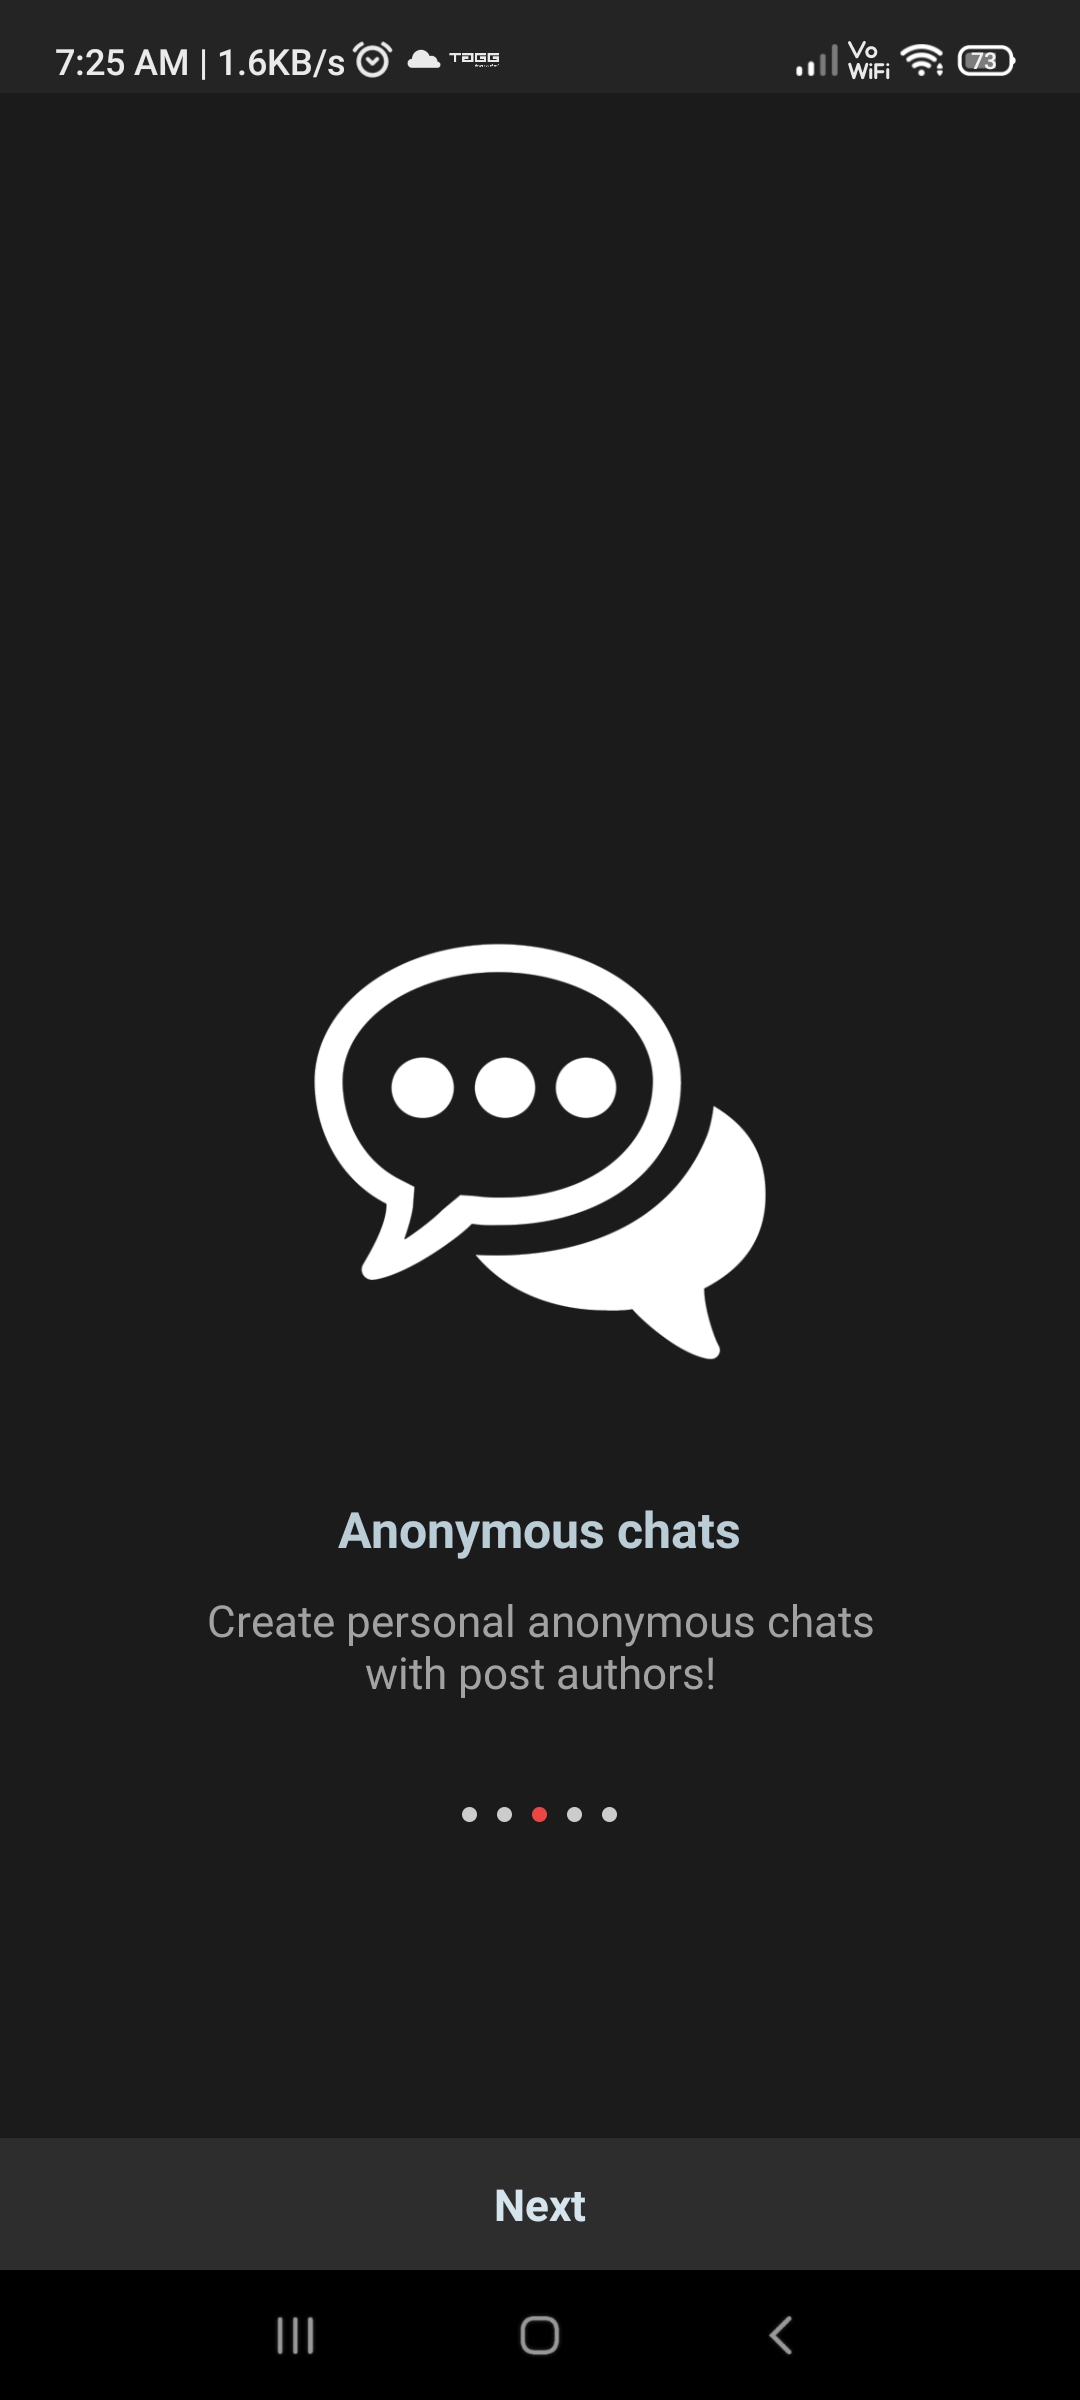 7:25 AM | 1.6KB/s TAGG Vo WiFi 73
Anonymous chats
Create personal anonymous chats
with post authors!
Next